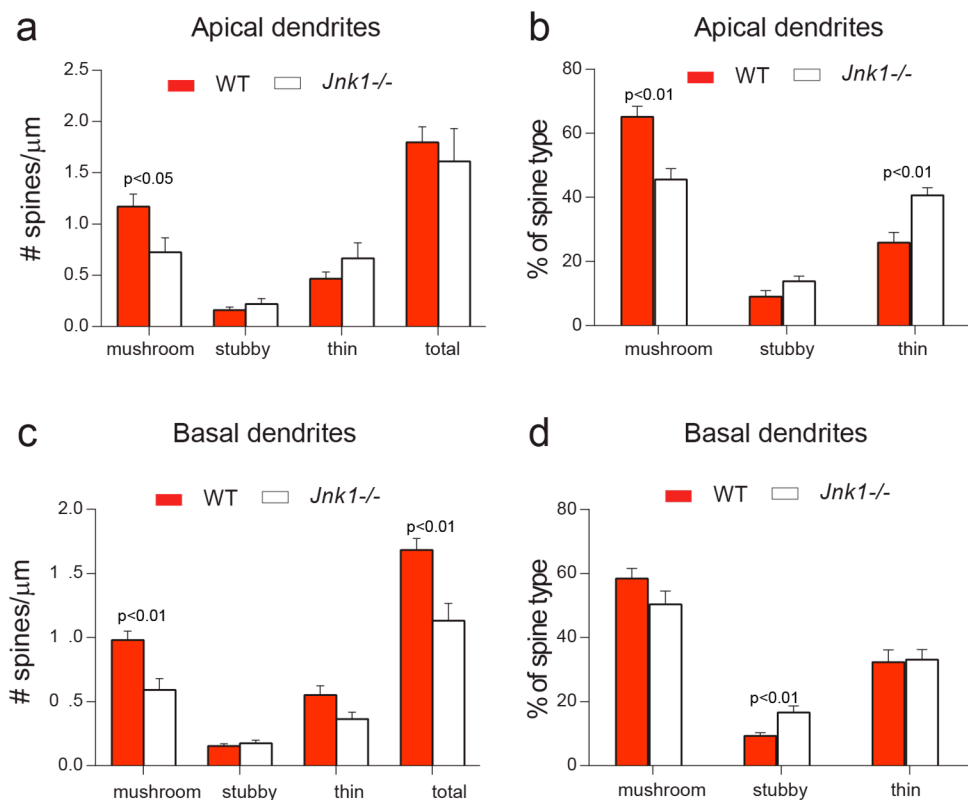 a
Apical dendrites
WT
Jnk1-/-
# spines/μm
2.5
2.0
1.5
1.0
0.5
0.0
p<0.05
mushroom
stubby
thin
total
b
Apical dendrites
WT
Jnk1-/-
% of spine type
80
60
40
20
0
p<0.01
p<0.01
mushroom
stubby
thin
c
Basal dendrites
WT
Jnk1-/-
# spines/μm
2.0
1.5
1.0
0.5
0.0
p<0.01
p<0.01
mushroom
stubby
thin
total
d
Basal dendrites
WT
Jnk1-/-
% of spine type
80
60
40
20
0
p<0.01
mushroom
stubby
thin